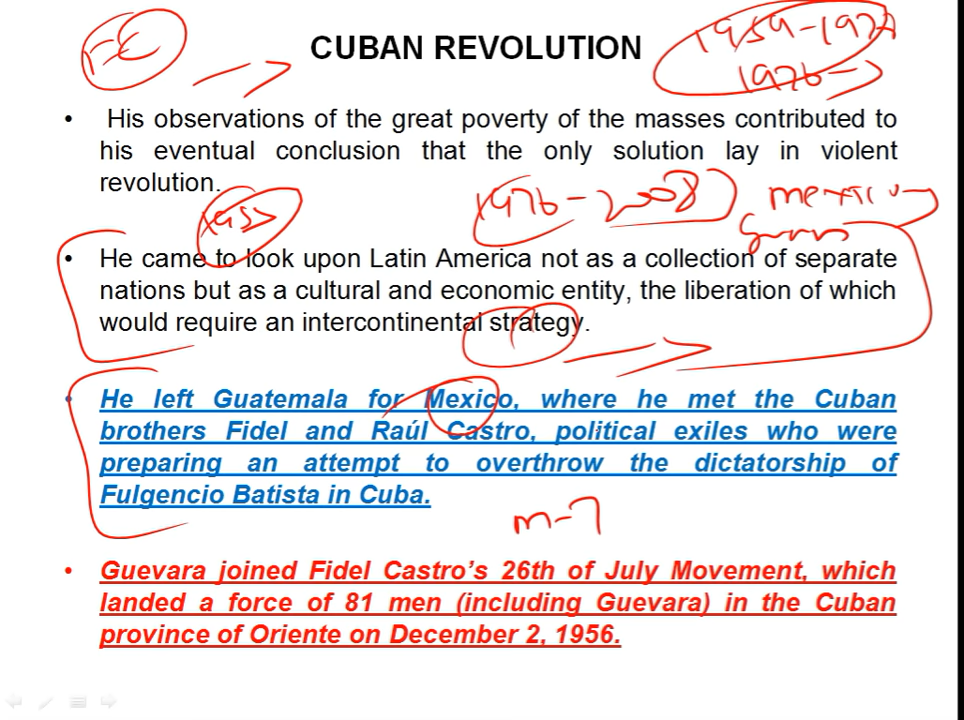 CUBAN REVOLUTION
1976
• His observations of the great poverty of the masses contributed to
his eventual conclusion that the only solution lay in violent
revolution.
1976 - 2008
• He came to look upon Latin America not as a collection of separate
nations but as a cultural and economic entity, the liberation of which
would require an intercontinental strategy.
• He left Guatemala for Mexico, where he met the Cuban
brothers Fidel and Raúl Castro, political exiles who were
preparing an attempt to overthrow the dictatorship of
Fulgencio Batista in Cuba.
m-7
• Guevara joined Fidel Castro's 26th of July Movement, which
landed a force of 81 men (including Guevara) in the Cuban
province of Oriente on December 2, 1956.